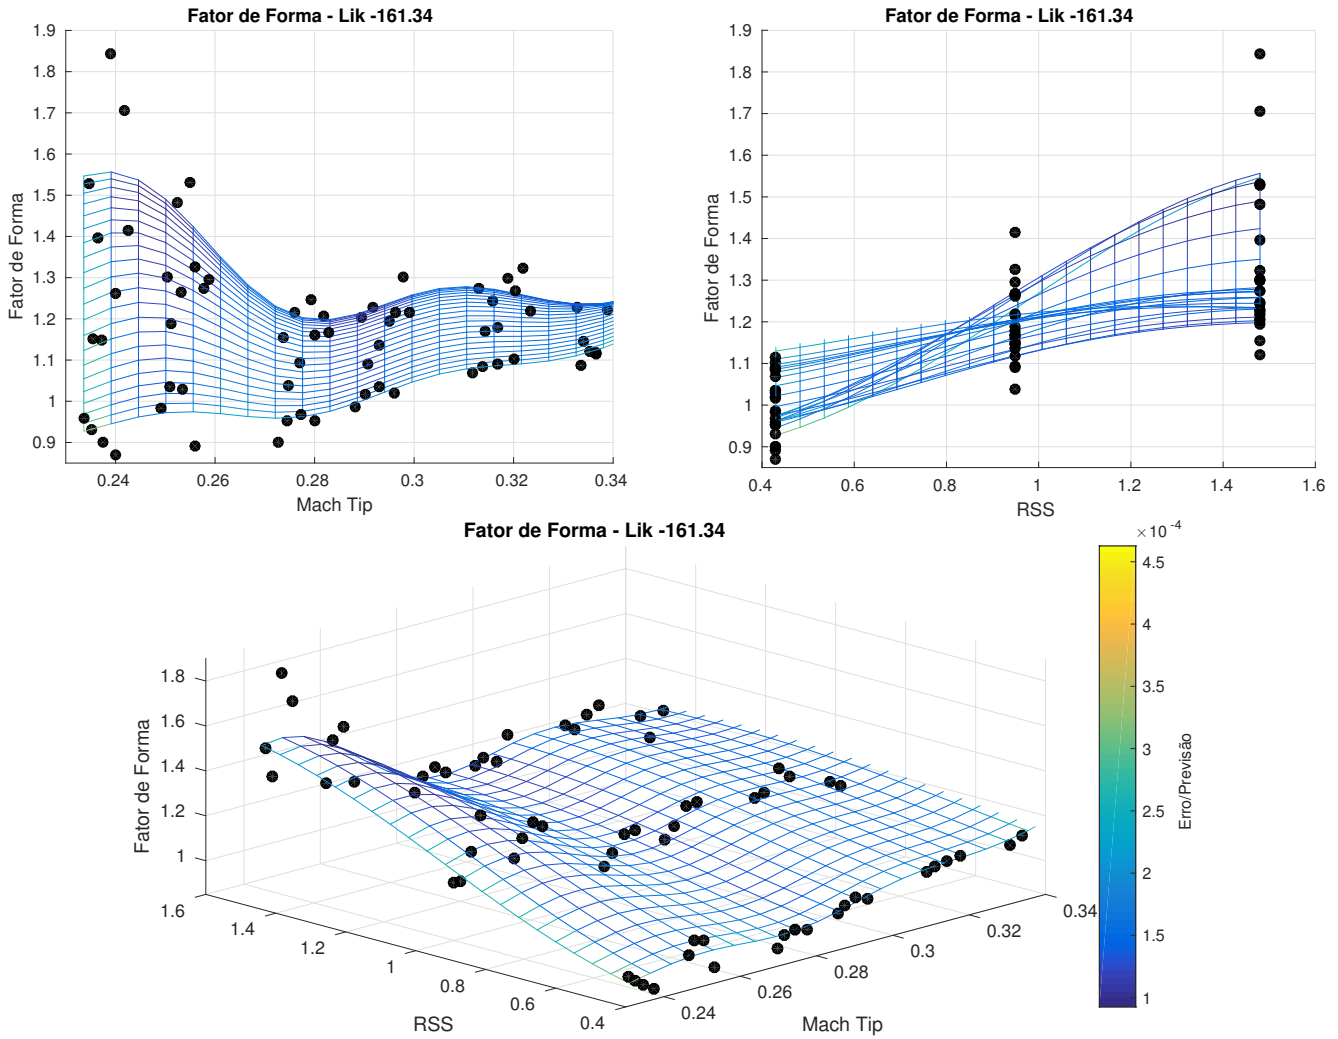 Fator de Forma - Lik -161.34
1.9
1.8
1.7
1.6
1.5
1.4
1.3
1.2
1.1
1
0.9
Fator de Forma
0.24 0.26 0.28 0.3 0.32 0.34
Mach Tip
Fator de Forma - Lik -161.34
1.9
1.8
1.7
1.6
1.5
1.4
1.3
1.2
1.1
1
0.9
Fator de Forma
0.4 0.6 0.8 1 1.2 1.4 1.6
RSS
Fator de Forma - Lik -161.34
1.8
1.6
1.4
1.2
1
Fator de Forma
1.6 1.4 1.2 1 0.8 0.6 0.4
RSS
0.24 0.26 0.28 0.3 0.32 0.34
Mach Tip
×10 -4
4.5
4
3.5
3
2.5
2
1.5
1
Erro/Previsão